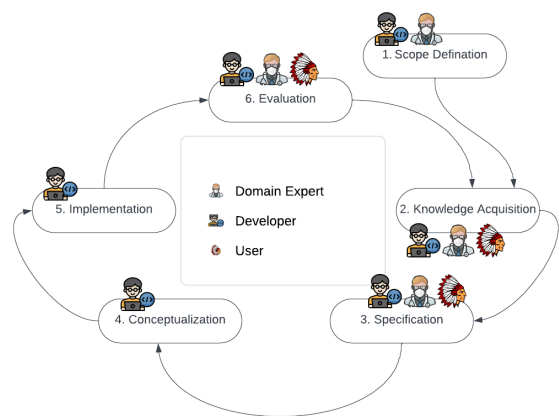 1. Scope Defination
6. Evaluation
2. Knowledge Acquisition
5. Implementation
Domain Expert
Developer
User
4. Conceptualization
3. Specification